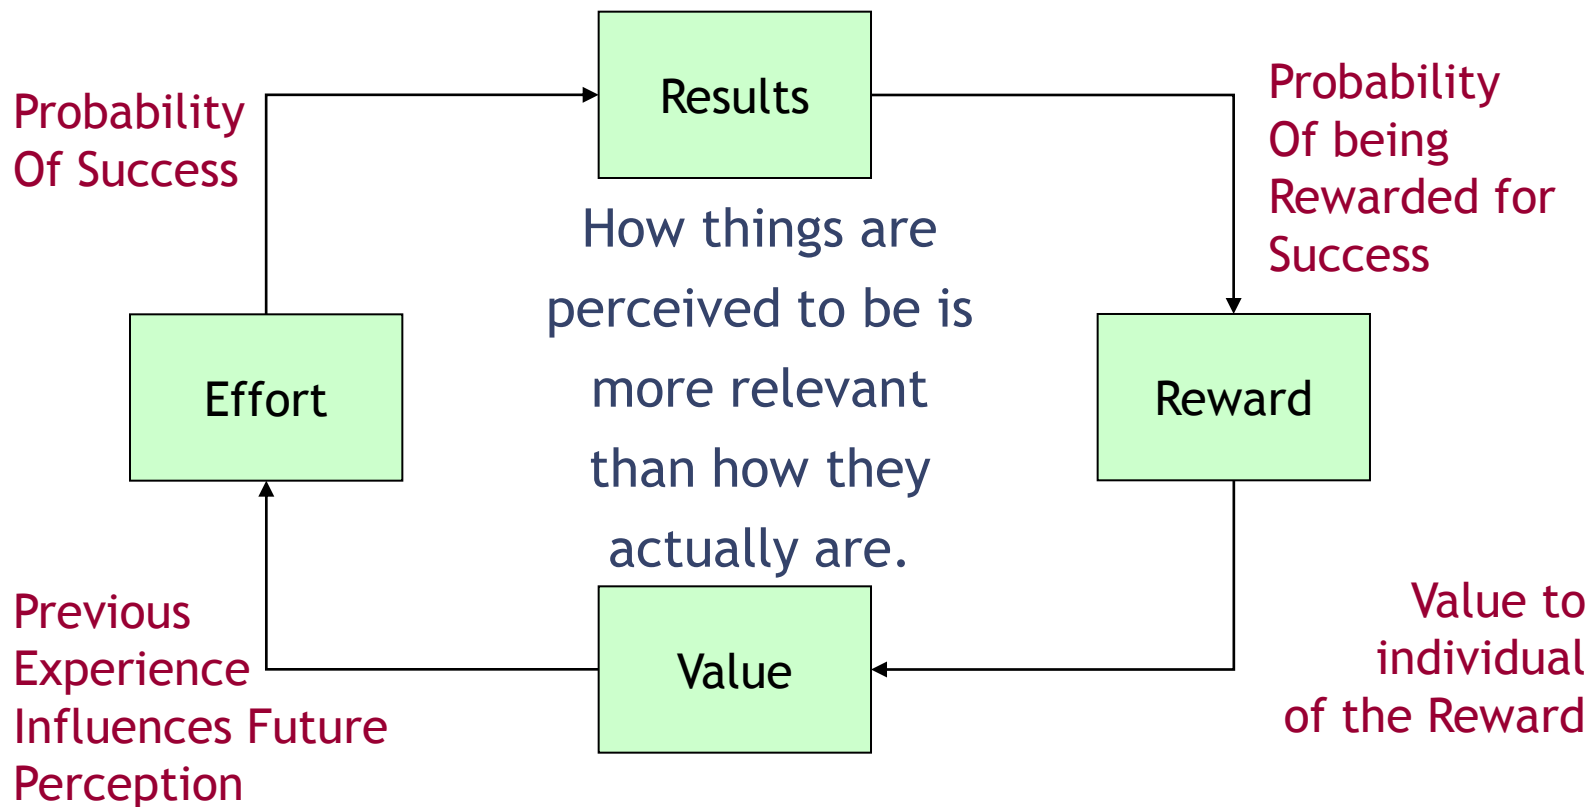 Results
Probability
Of Success
Probability
Of being
Rewarded for
Success
How things are
perceived to be is
more relevant
than how they
actually are.
Effort
Reward
Value
Previous
Experience
Influences Future
Perception
Value to
individual
of the Reward